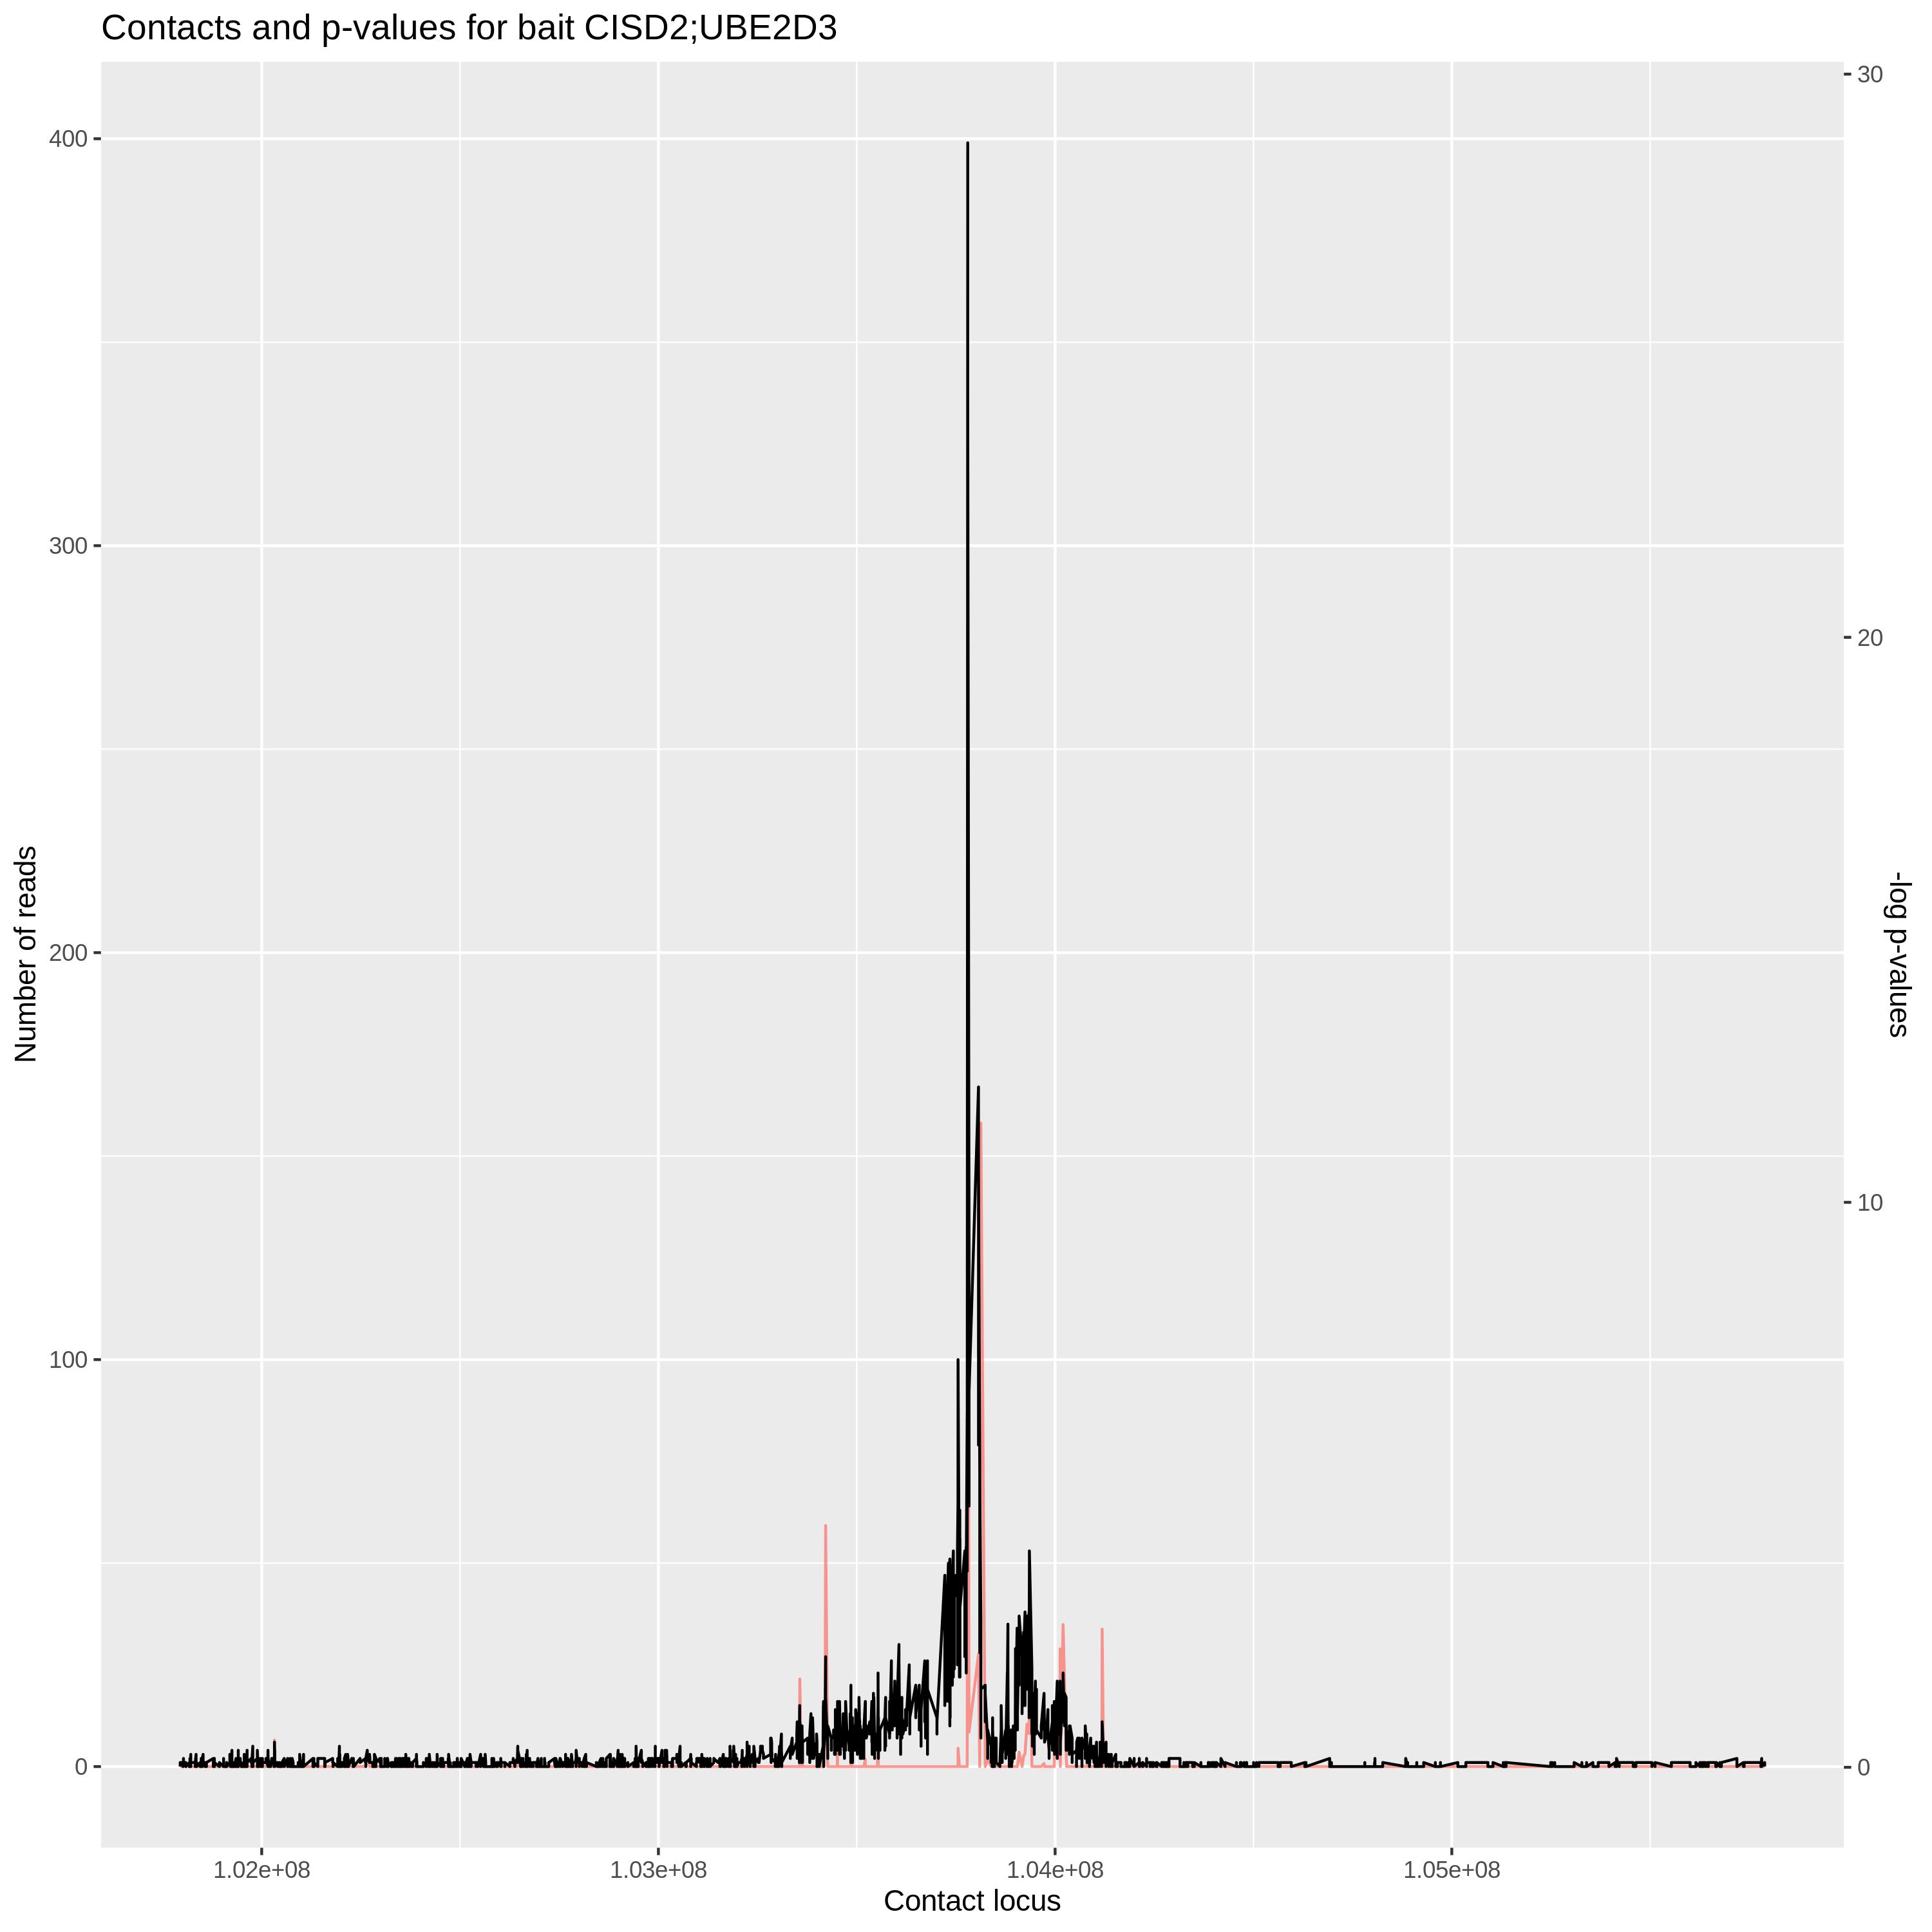 Contacts and p-values for bait CISD2;UBE2D3
400
300
200
100
0
Number of reads
30
20
10
0
-log p-values
1.02e+08
1.03e+08
1.04e+08
1.05e+08
Contact locus